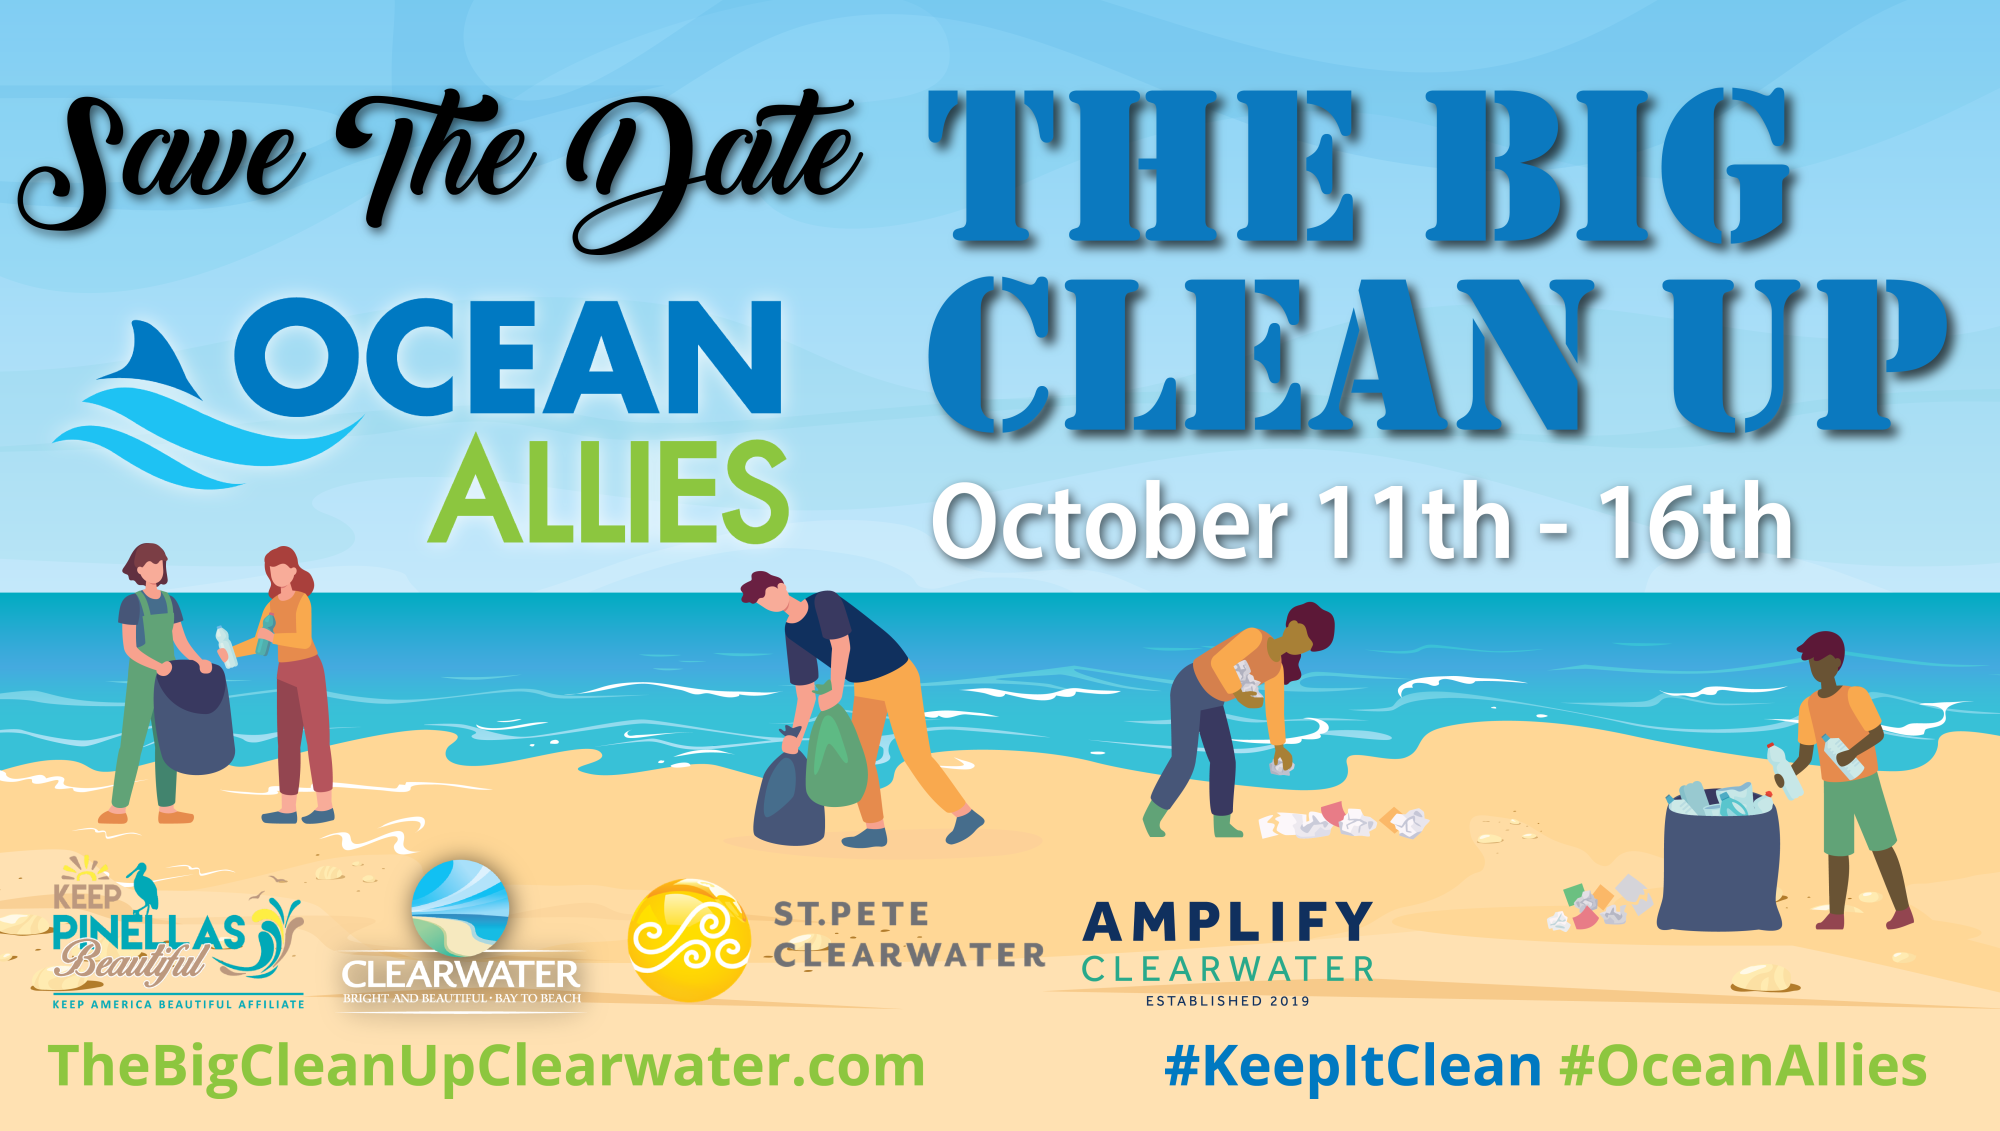 Save The Date
OCEAN
ALLIES
THE BIG
CLEAN UP
October 11th - 16th
KEEP
PINELLAS
Beautiful
KEEP AMERICA BEAUTIFUL AFFILIATE
CLEARWATER
BRIGHT AND BEAUTIFUL • BAY TO BEACH
ST.PETE
CLEARWATER
AMPLIFY
CLEARWATER
ESTABLISHED 2019
TheBigCleanUpClearwater.com
#KeepItClean #OceanAllies